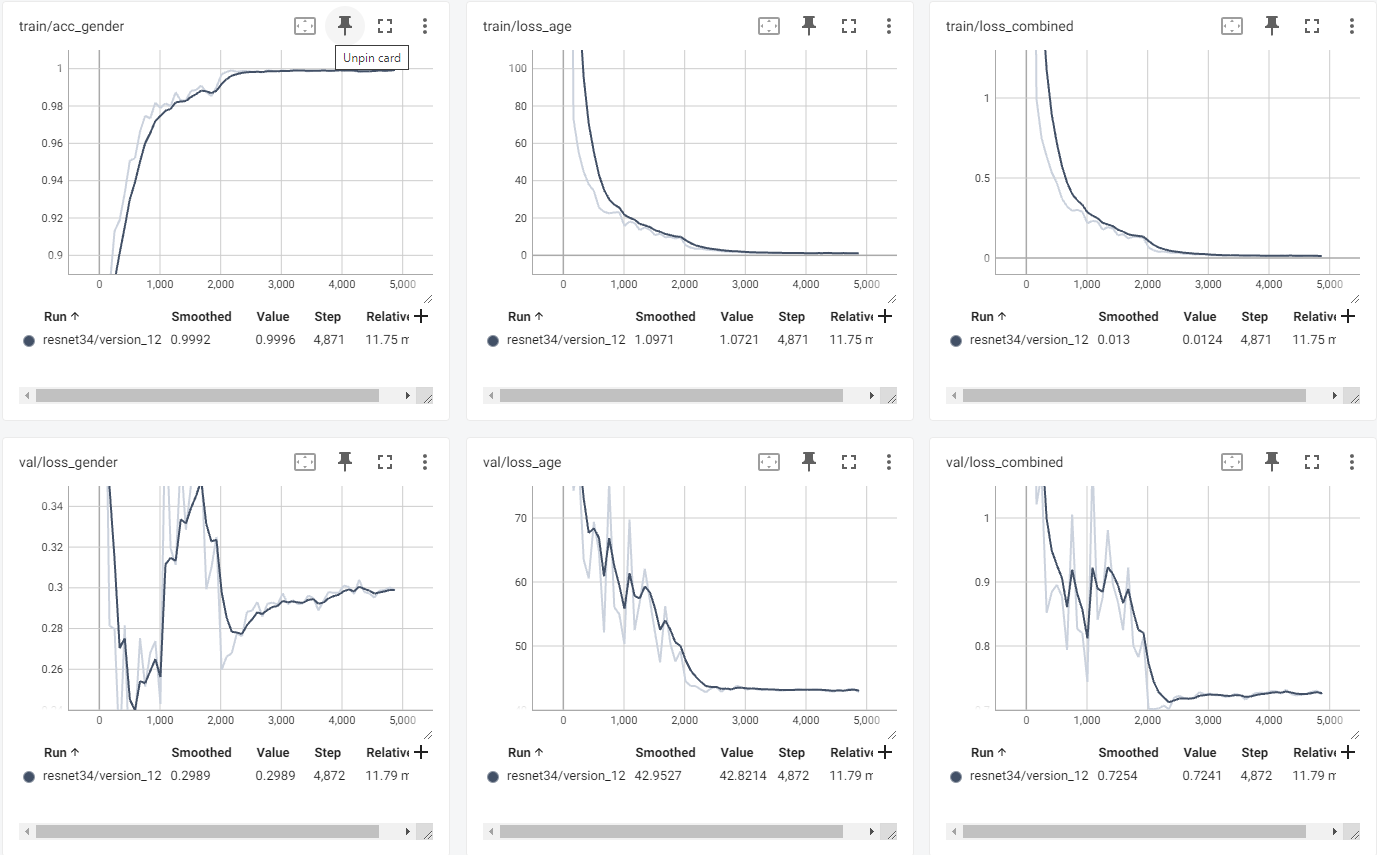 train/acc_gender
Unpin card
1
0.98
0.96
0.94
0.92
0.9
0 1,000 2,000 3,000 4,000 5,000
Run ↑ Smoothed Value Step Relative
resnet34/version_12 0.9992 0.9996 4,871 11.75 m
train/loss_age
100
80
60
40
20
0
0 1,000 2,000 3,000 4,000 5,000
Run ↑ Smoothed Value Step Relative
resnet34/version_12 1.0971 1.0721 4,871 11.75 m
train/loss_combined
1
0.5
0
0 1,000 2,000 3,000 4,000 5,000
Run ↑ Smoothed Value Step Relative
resnet34/version_12 0.013 0.0124 4,871 11.75 m
val/loss_gender
0.34
0.32
0.3
0.28
0.26
0 1,000 2,000 3,000 4,000 5,000
Run ↑ Smoothed Value Step Relative
resnet34/version_12 0.2989 0.2989 4,872 11.79 m
val/loss_age
70
60
50
40
0 1,000 2,000 3,000 4,000 5,000
Run ↑ Smoothed Value Step Relative
resnet34/version_12 42.9527 42.8214 4,872 11.79 m
val/loss_combined
1
0.9
0.8
0 1,000 2,000 3,000 4,000 5,000
Run ↑ Smoothed Value Step Relative
resnet34/version_12 0.7254 0.7241 4,872 11.79 m